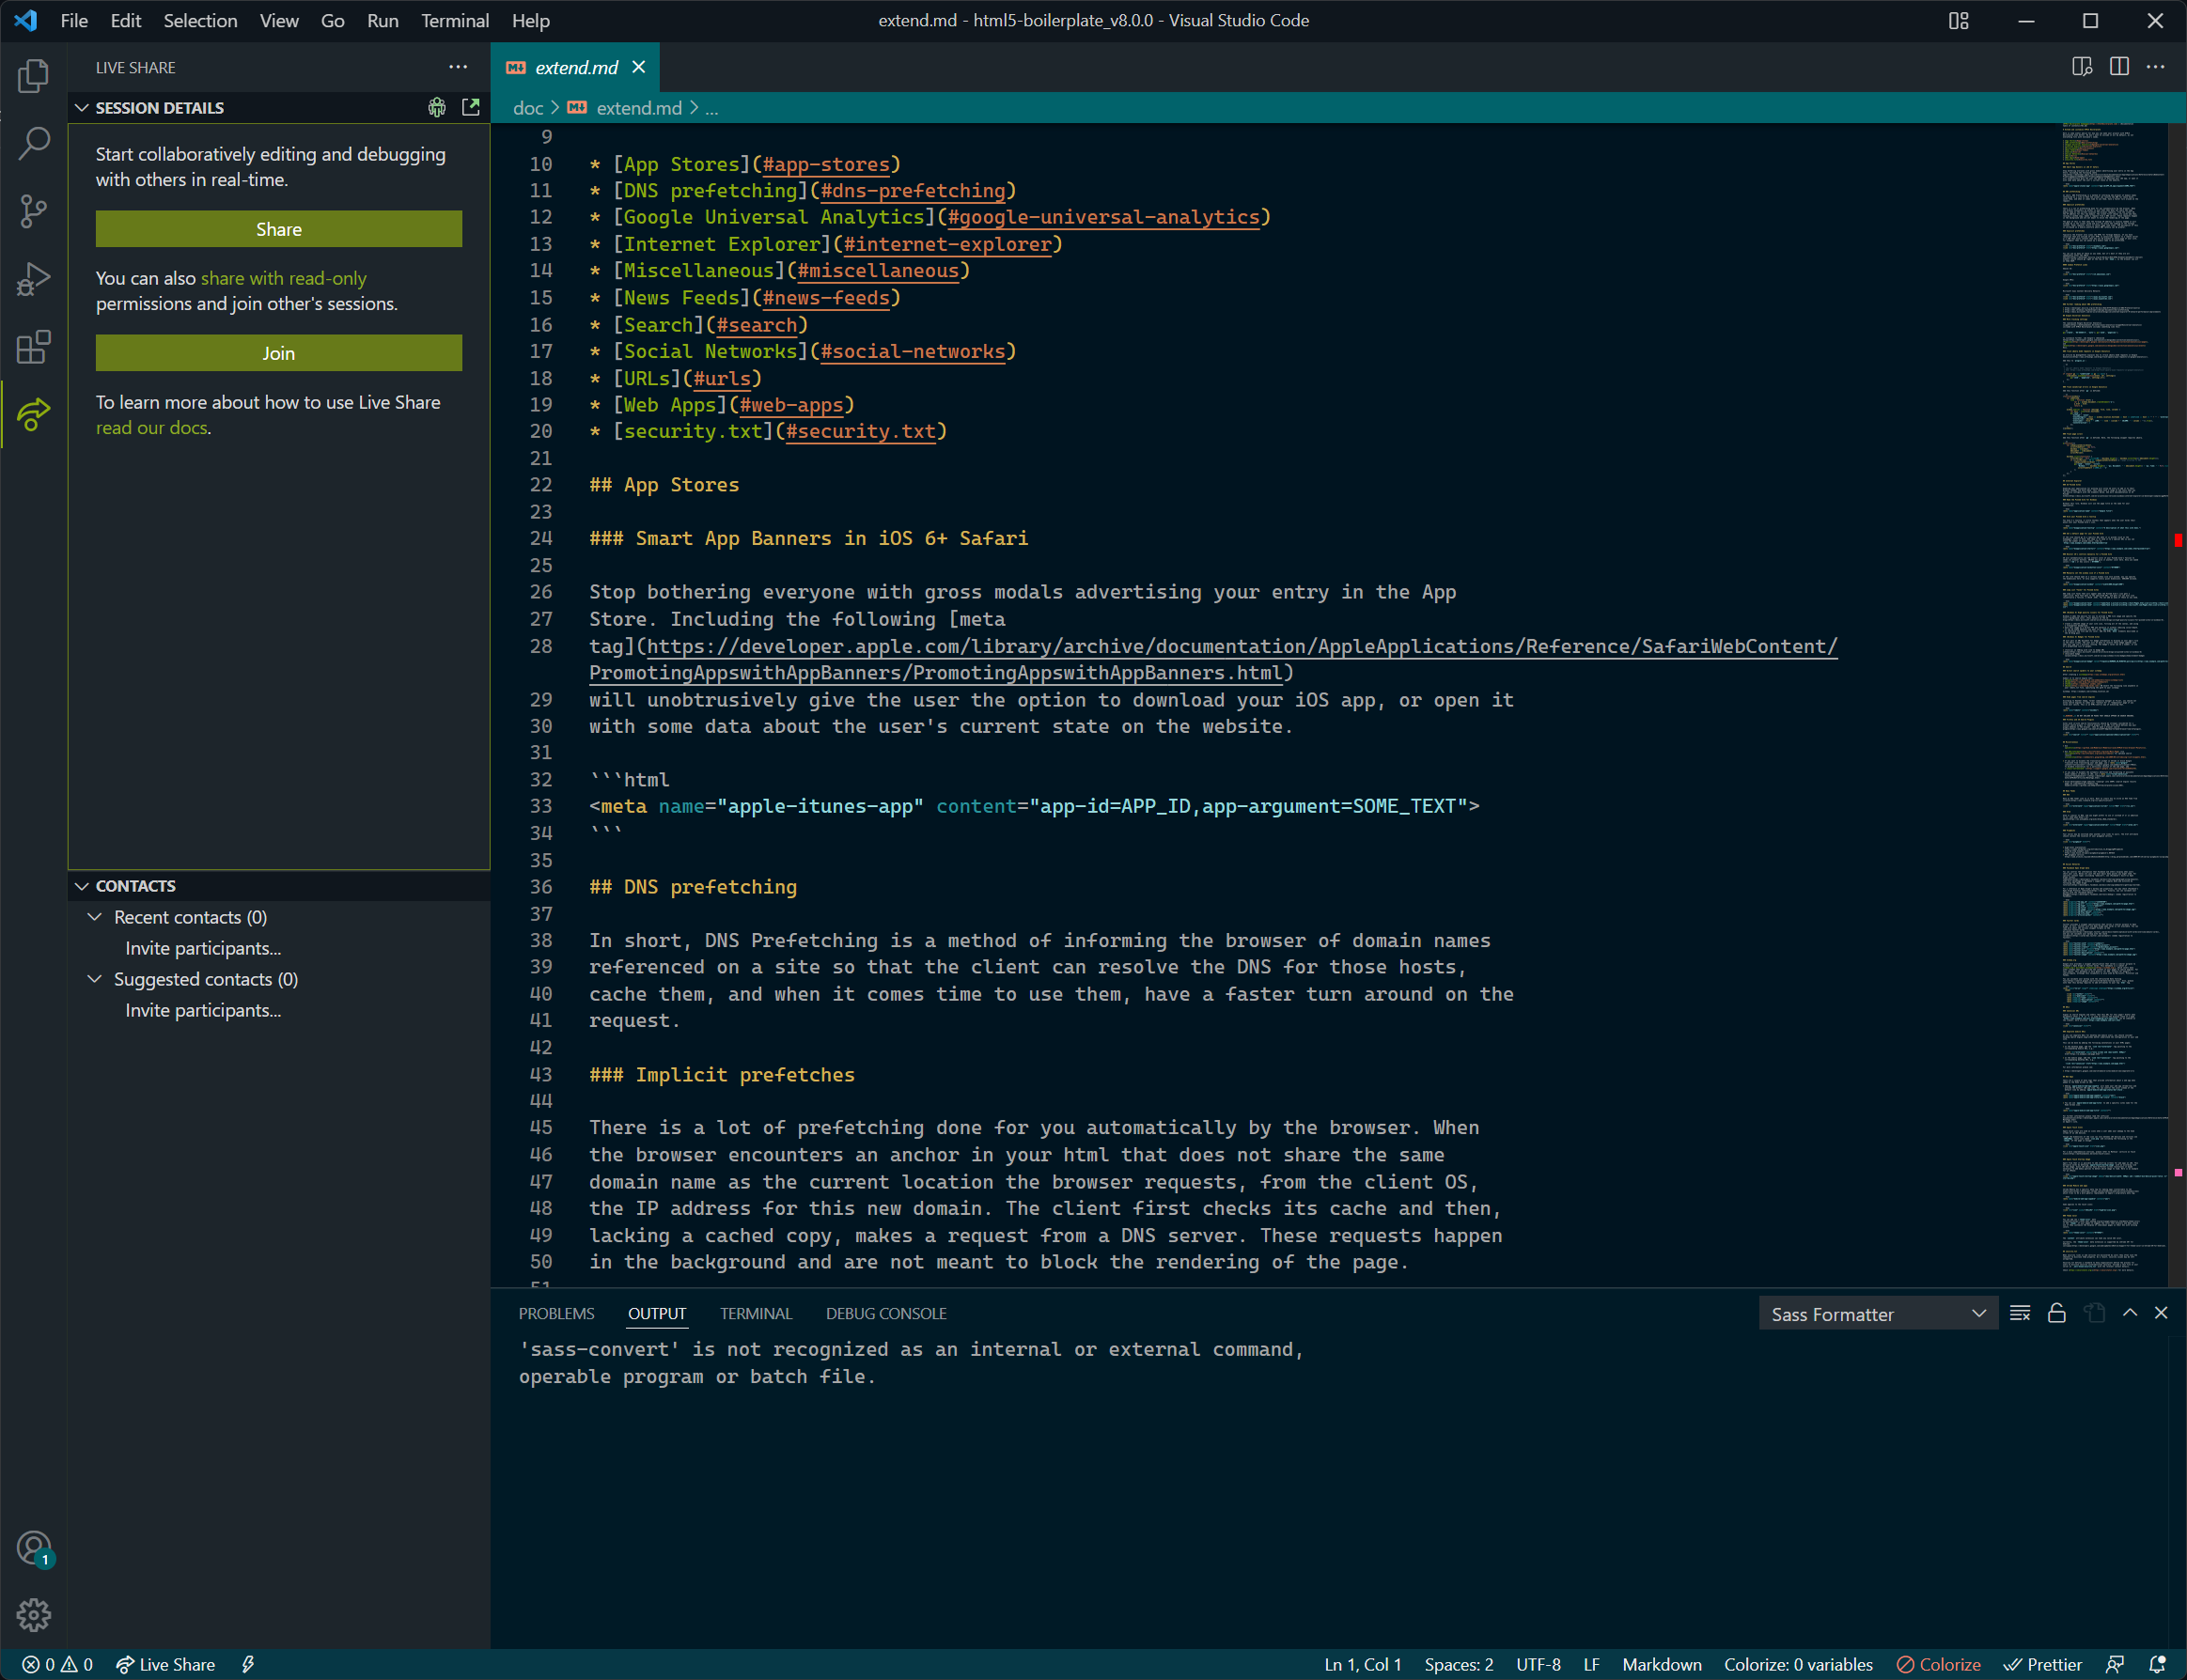 File Edit Selection View Go Run Terminal Help
extend.md - html5-boilerplate_v8.0.0 - Visual Studio Code
LIVE SHARE
SESSION DETAILS
Start collaboratively editing and debugging
with others in real-time.
Share
You can also share with read-only
permissions and join other's sessions.
Join
To learn more about how to use Live Share
read our docs.
CONTACTS
Recent contacts (0)
Invite participants...
Suggested contacts (0)
Invite participants...
1
extend.md
doc > extend.md > ...
9
10 * [App Stores](#app-stores)
11 * [DNS prefetching](#dns-prefetching)
12 * [Google Universal Analytics](#google-universal-analytics)
13 * [Internet Explorer](#internet-explorer)
14 * [Miscellaneous](#miscellaneous)
15 * [News Feeds](#news-feeds)
16 * [Search](#search)
17 * [Social Networks](#social-networks)
18 * [URLs](#urls)
19 * [Web Apps](#web-apps)
20 * [security.txt](#security.txt)
21
22 ## App Stores
23
24 ### Smart App Banners in iOS 6+ Safari
25
26 Stop bothering everyone with gross modals advertising your entry in the App
27 Store. Including the following [meta
28 tag](https://developer.apple.com/library/archive/documentation/AppleApplications/Reference/SafariWebContent/
PromotingAppswithAppBanners/PromotingAppswithAppBanners.html)
29 will unobtrusively give the user the option to download your iOS app, or open it
30 with some data about the user's current state on the website.
31
32 ```html
33 <meta name="apple-itunes-app" content="app-id=APP_ID,app-argument=SOME_TEXT">
34 ```
35
36 ## DNS prefetching
37
38 In short, DNS Prefetching is a method of informing the browser of domain names
39 referenced on a site so that the client can resolve the DNS for those hosts,
40 cache them, and when it comes time to use them, have a faster turn around on the
41 request.
42
43 ### Implicit prefetches
44
45 There is a lot of prefetching done for you automatically by the browser. When
46 the browser encounters an anchor in your html that does not share the same
47 domain name as the current location the browser requests, from the client OS,
48 the IP address for this new domain. The client first checks its cache and then,
49 lacking a cached copy, makes a request from a DNS server. These requests happen
50 in the background and are not meant to block the rendering of the page.
51
PROBLEMS OUTPUT TERMINAL DEBUG CONSOLE
Sass Formatter
'sass-convert' is not recognized as an internal or external command,
operable program or batch file.
0 0 Live Share
Ln 1, Col 1 Spaces: 2 UTF-8 LF Markdown Colorize: 0 variables Colorize Prettier